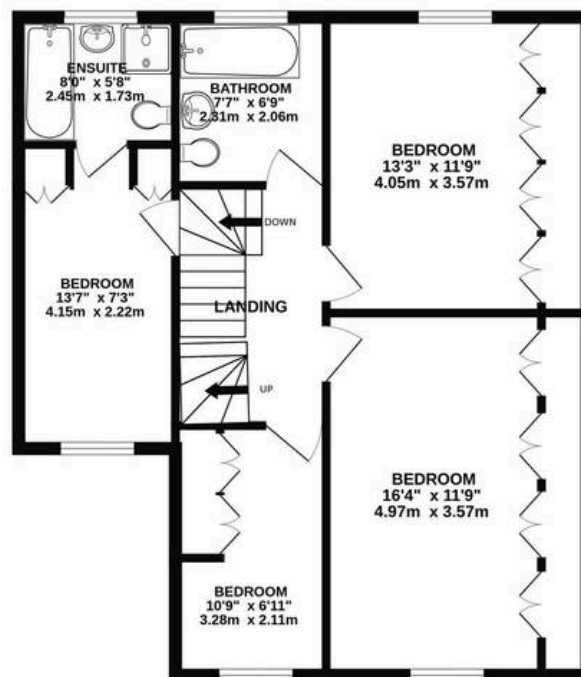 ENSUITE
8'0" x 5'8"
2.45m x 1.73m
BATHROOM
7'7" x 6'9"
2.31m x 2.06m
BEDROOM
13'3" x 11'9"
4.05m x 3.57m
DOWN
BEDROOM
13'7" x 7'3"
4.15m x 2.22m
LANDING
UP
BEDROOM
16'4" x 11'9"
4.97m x 3.57m
BEDROOM
10'9" x 6'11"
3.28m x 2.11m